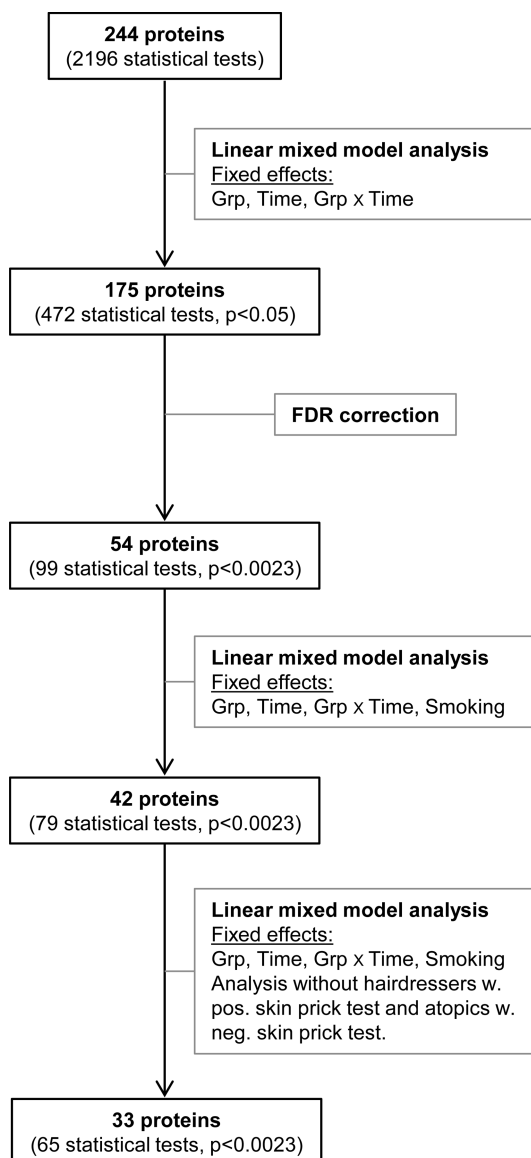 244 proteins
(2196 statistical tests)
Linear mixed model analysis
Fixed effects:
Grp, Time, Grp x Time
175 proteins
(472 statistical tests, p<0.05)
FDR correction
54 proteins
(99 statistical tests, p<0.0023)
Linear mixed model analysis
Fixed effects:
Grp, Time, Grp x Time, Smoking
42 proteins
(79 statistical tests, p<0.0023)
Linear mixed model analysis
Fixed effects:
Grp, Time, Grp x Time, Smoking
Analysis without hairdressers w.
pos. skin prick test and atopics w.
neg. skin prick test.
33 proteins
(65 statistical tests, p<0.0023)